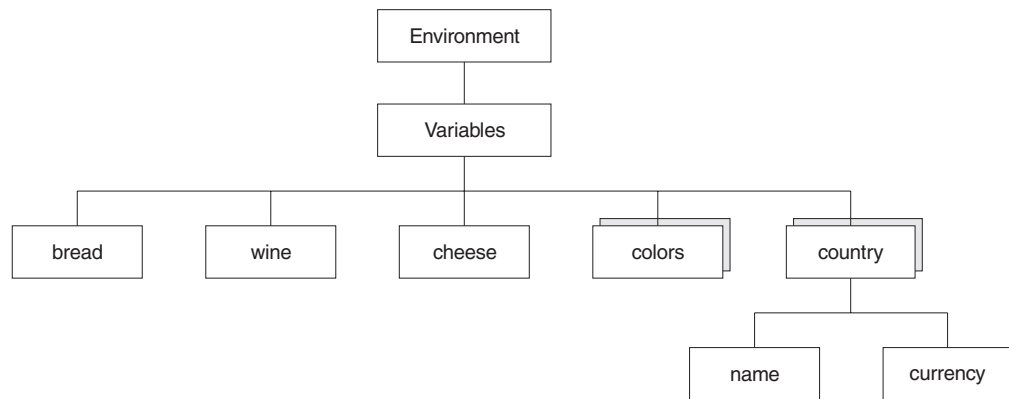 Environment
Variables
bread
wine
cheese
colors
country
name
currency